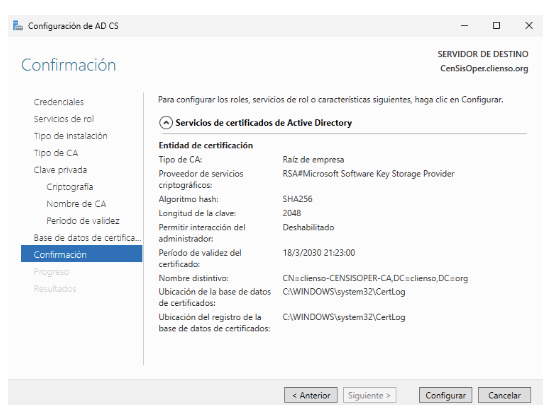 Configuración de AD CS
SERVIDOR DE DESTINO
CenSisOper.clienso.org
Confirmación
Credenciales
Servicios de rol
Tipo de instalación
Tipo de CA
Clave privada
Criptografía
Nombre de CA
Período de validez
Base de datos de certifica...
Confirmación
Progreso
Resultados
Para configurar los roles, servicios de rol o características siguientes, haga clic en Configurar.
Servicios de certificados de Active Directory
Entidad de certificación
Tipo de CA: Raíz de empresa
Proveedor de servicios RSA#Microsoft Software Key Storage Provider
criptográficos:
Algoritmo hash: SHA256
Longitud de la clave: 2048
Permitir interacción del Deshabilitado
administrador:
Período de validez del 18/3/2030 21:23:00
certificado:
Nombre distintivo: CN=clienso-CENSISOPER-CA,DC=clienso,DC=org
Ubicación de la base de datos C:\WINDOWS\system32\CertLog
de certificados:
Ubicación del registro de la C:\WINDOWS\system32\CertLog
base de datos de certificados:
< Anterior Siguiente > Configurar Cancelar